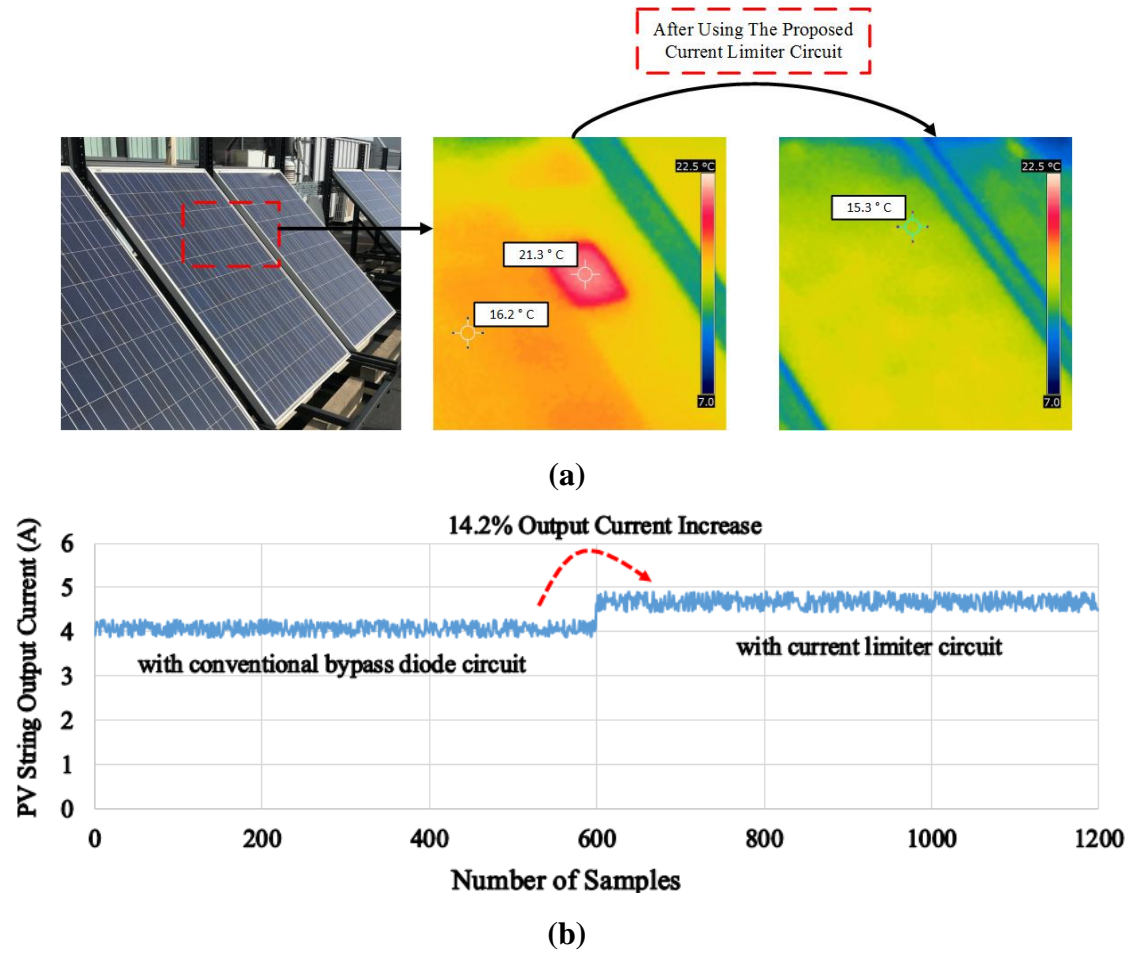 After Using The Proposed
Current Limiter Circuit
22.5 ºC
21.3 ° C
16.2 ° C
7.0
22.5 ºC
15.3 ° C
7.0
(a)
14.2% Output Current Increase
PV String Output Current (A)
6
5
4
3
2
1
0
with conventional bypass diode circuit
with current limiter circuit
0
200
400
600
800
1000
1200
Number of Samples
(b)